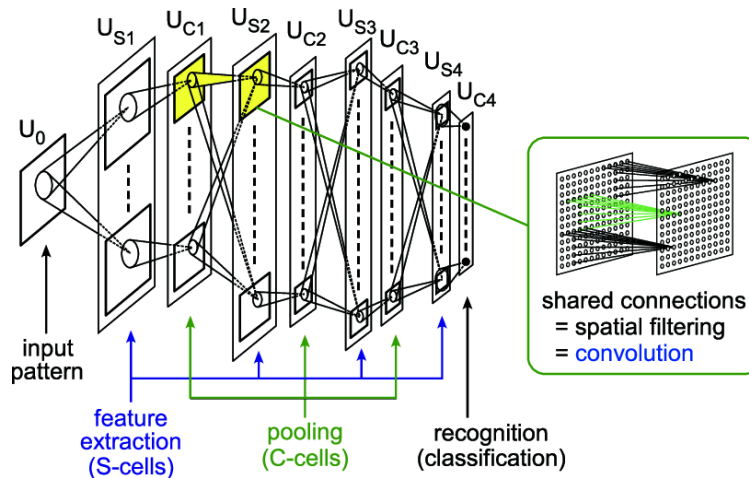 U_0
U_S1
U_C1
U_S2
U_C2
U_S3
U_C3
U_S4
U_C4
input
pattern
feature
extraction
(S-cells)
pooling
(C-cells)
recognition
(classification)
shared connections
= spatial filtering
= convolution